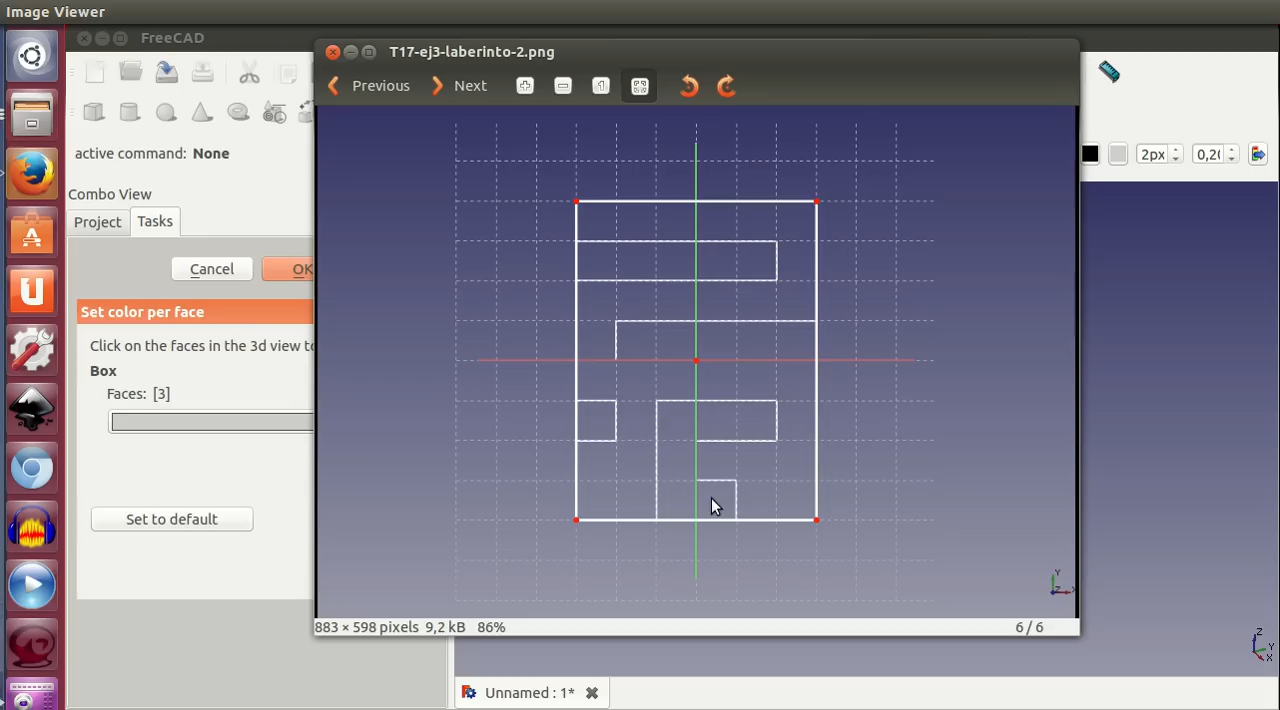 Image Viewer
FreeCAD
T17-ej3-laberinto-2.png
Previous Next
active command: None
2px
0,20
Combo View
Project Tasks
Cancel OK
Set color per face
Click on the faces in the 3d view to
Box
Faces: [3]
Set to default
Y
Z X
883 × 598 pixels 9,2 kB 86% 6 / 6
Z
Y
X
Unnamed : 1*